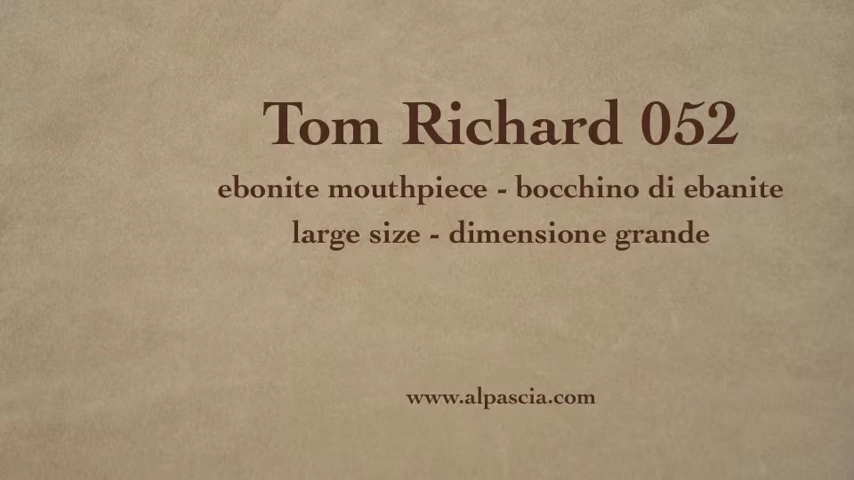 Tom Richard 052
ebonite mouthpiece - bocchino di ebanite
large size - dimensione grande
www.alpascia.com